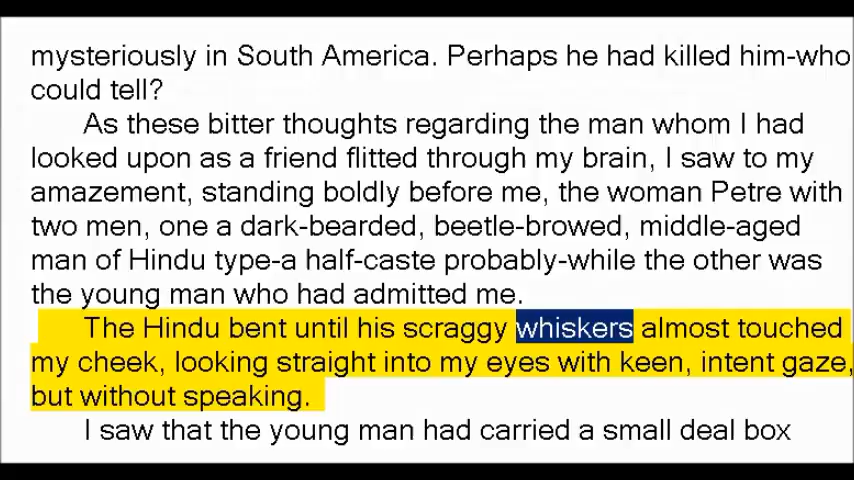 mysteriously in South America. Perhaps he had killed him-who
could tell?
As these bitter thoughts regarding the man whom I had
looked upon as a friend flitted through my brain, I saw to my
amazement, standing boldly before me, the woman Petre with
two men, one a dark-bearded, beetle-browed, middle-aged
man of Hindu type-a half-caste probably-while the other was
the young man who had admitted me.
The Hindu bent until his scraggy whiskers almost touched
my cheek, looking straight into my eyes with keen, intent gaze,
but without speaking.
I saw that the young man had carried a small deal box